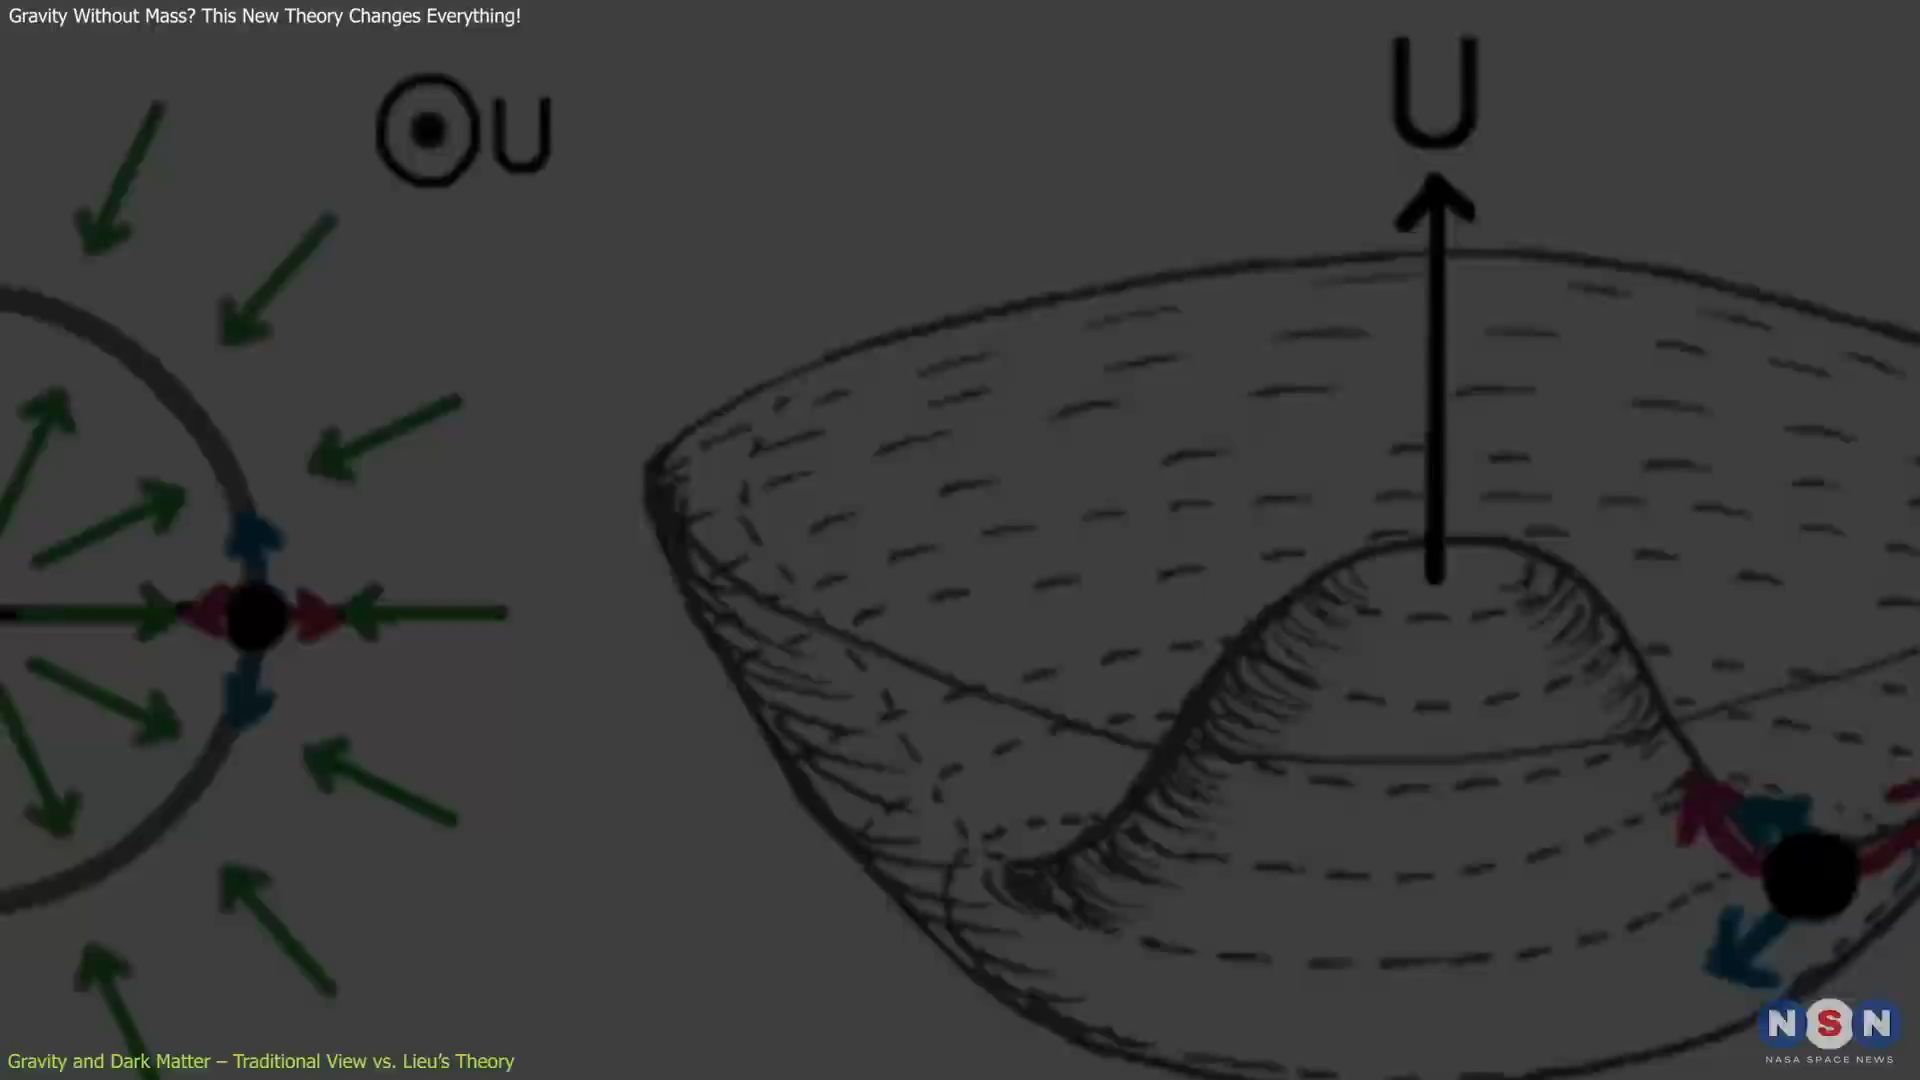 Gravity Without Mass? This New Theory Changes Everything!
U
U
Gravity and Dark Matter – Traditional View vs. Lieu's Theory
NSN
NASA SPACE NEWS